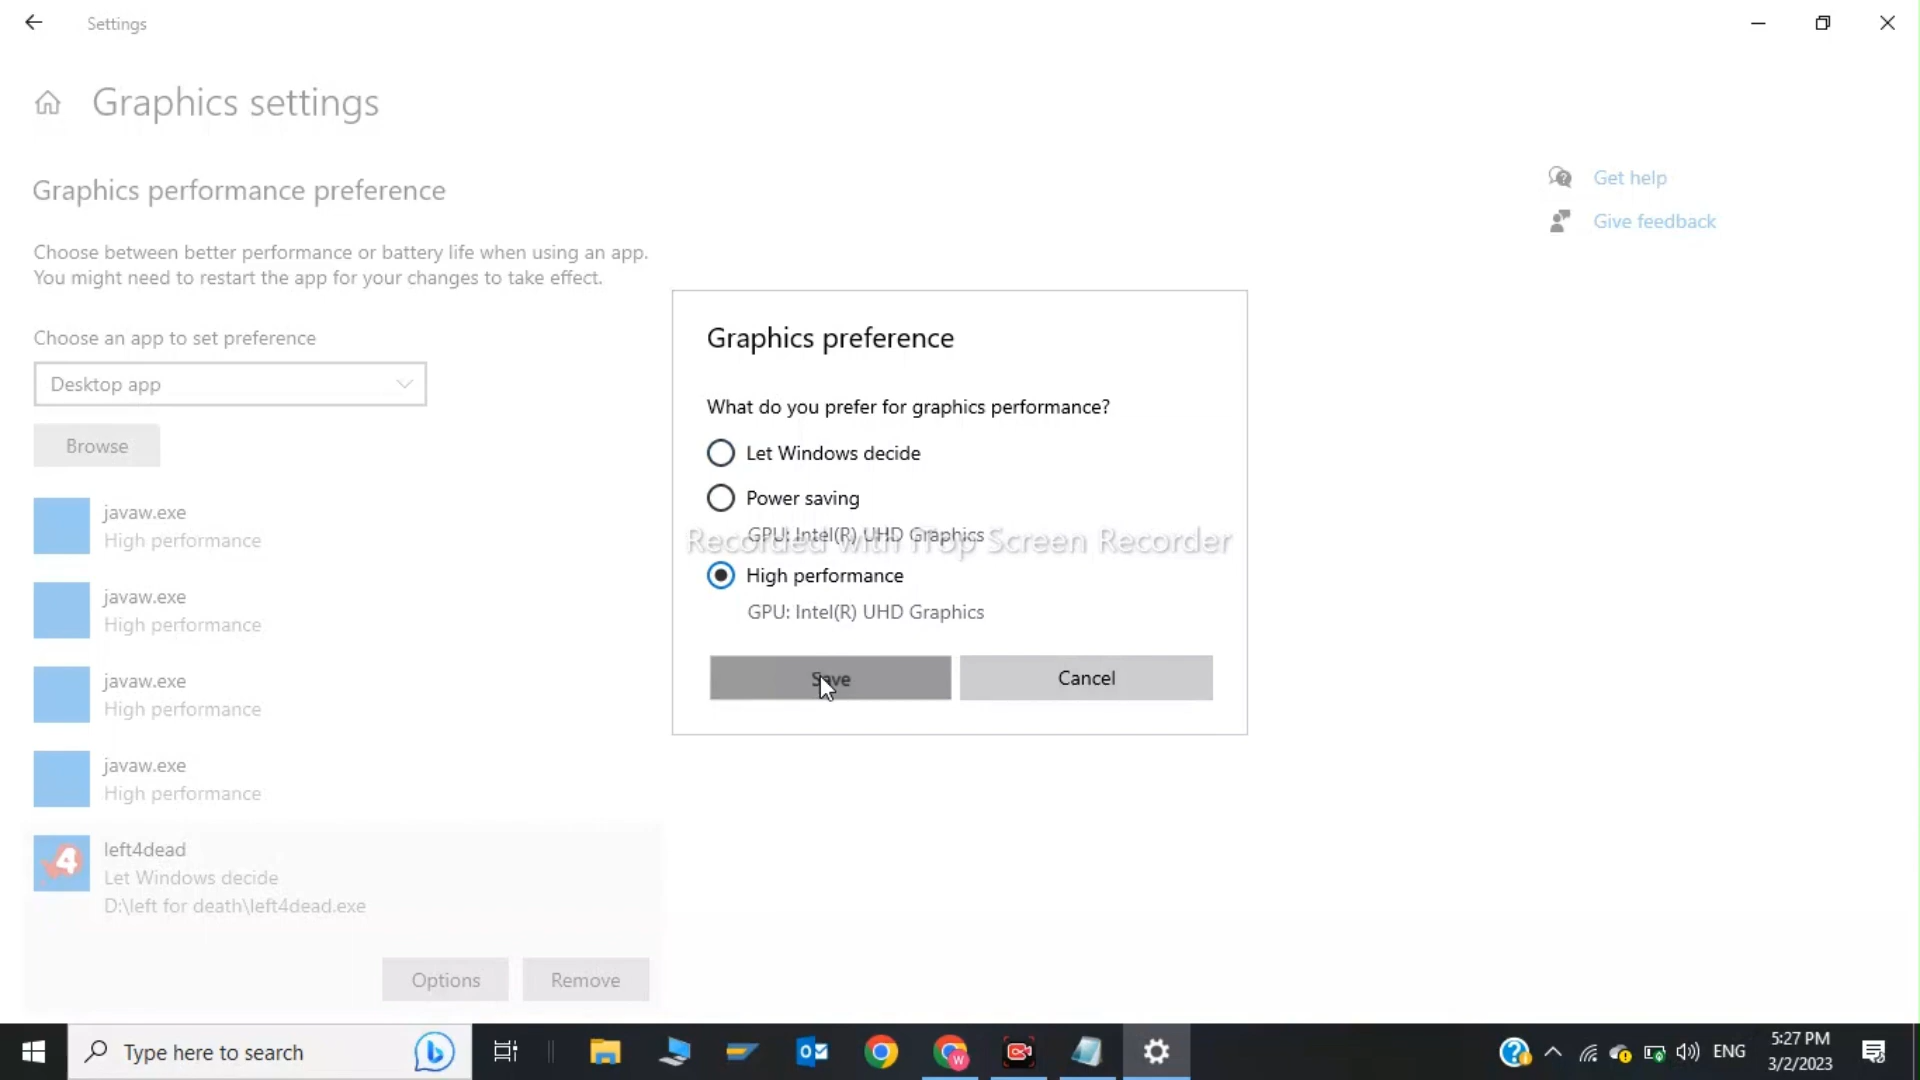 Settings
Graphics settings
Graphics performance preference
Choose between better performance or battery life when using an app.
You might need to restart the app for your changes to take effect.
Choose an app to set preference
Desktop app
Browse
javaw.exe
High performance
javaw.exe
High performance
javaw.exe
High performance
javaw.exe
High performance
left4dead
Let Windows decide
D:\left for death\left4dead.exe
Options
Remove
Get help
Give feedback
Graphics preference
What do you prefer for graphics performance?
Let Windows decide
Power saving
GPU: Intel(R) UHD Graphics
Recorded with iTop Screen Recorder
High performance
GPU: Intel(R) UHD Graphics
Save
Cancel
Type here to search
ENG
5:27 PM
3/2/2023